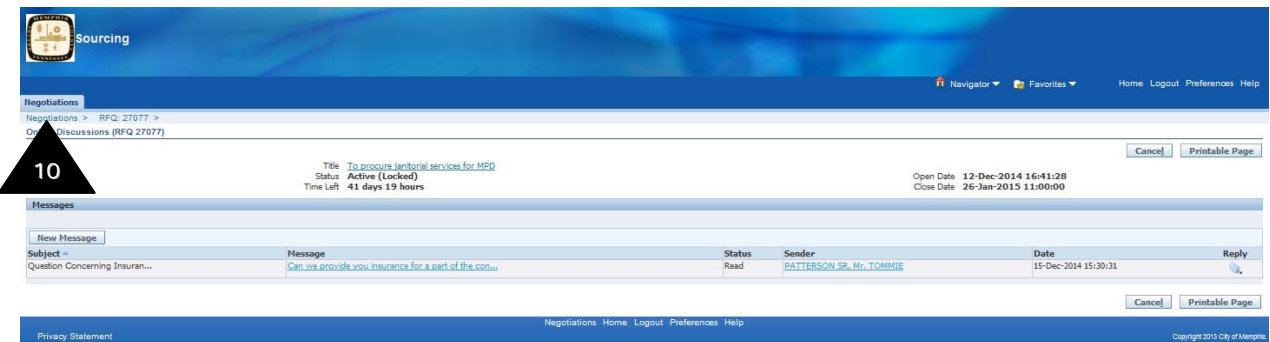 MEMPHIS
TENNESSEE
Sourcing
Navigator Favorites Home Logout Preferences Help
Negotiations
Negotiations > RFQ: 27077 >
Discussions (RFQ 27077)
10
Cancel Printable Page
Title To procure janitorial services for MPD
Status Active (Locked) Open Date 12-Dec-2014 16:41:28
Time Left 41 days 19 hours Close Date 26-Jan-2015 11:00:00
Messages
New Message
Subject Message Status Sender Date Reply
Question Concerning Insuran... Can we provide you insurance for a part of the con... Read PATTERSON SR, Mr. TOMMIE 15-Dec-2014 15:30:31
Cancel Printable Page
Negotiations Home Logout Preferences Help
Privacy Statement Copyright 2013 City of Memphis.